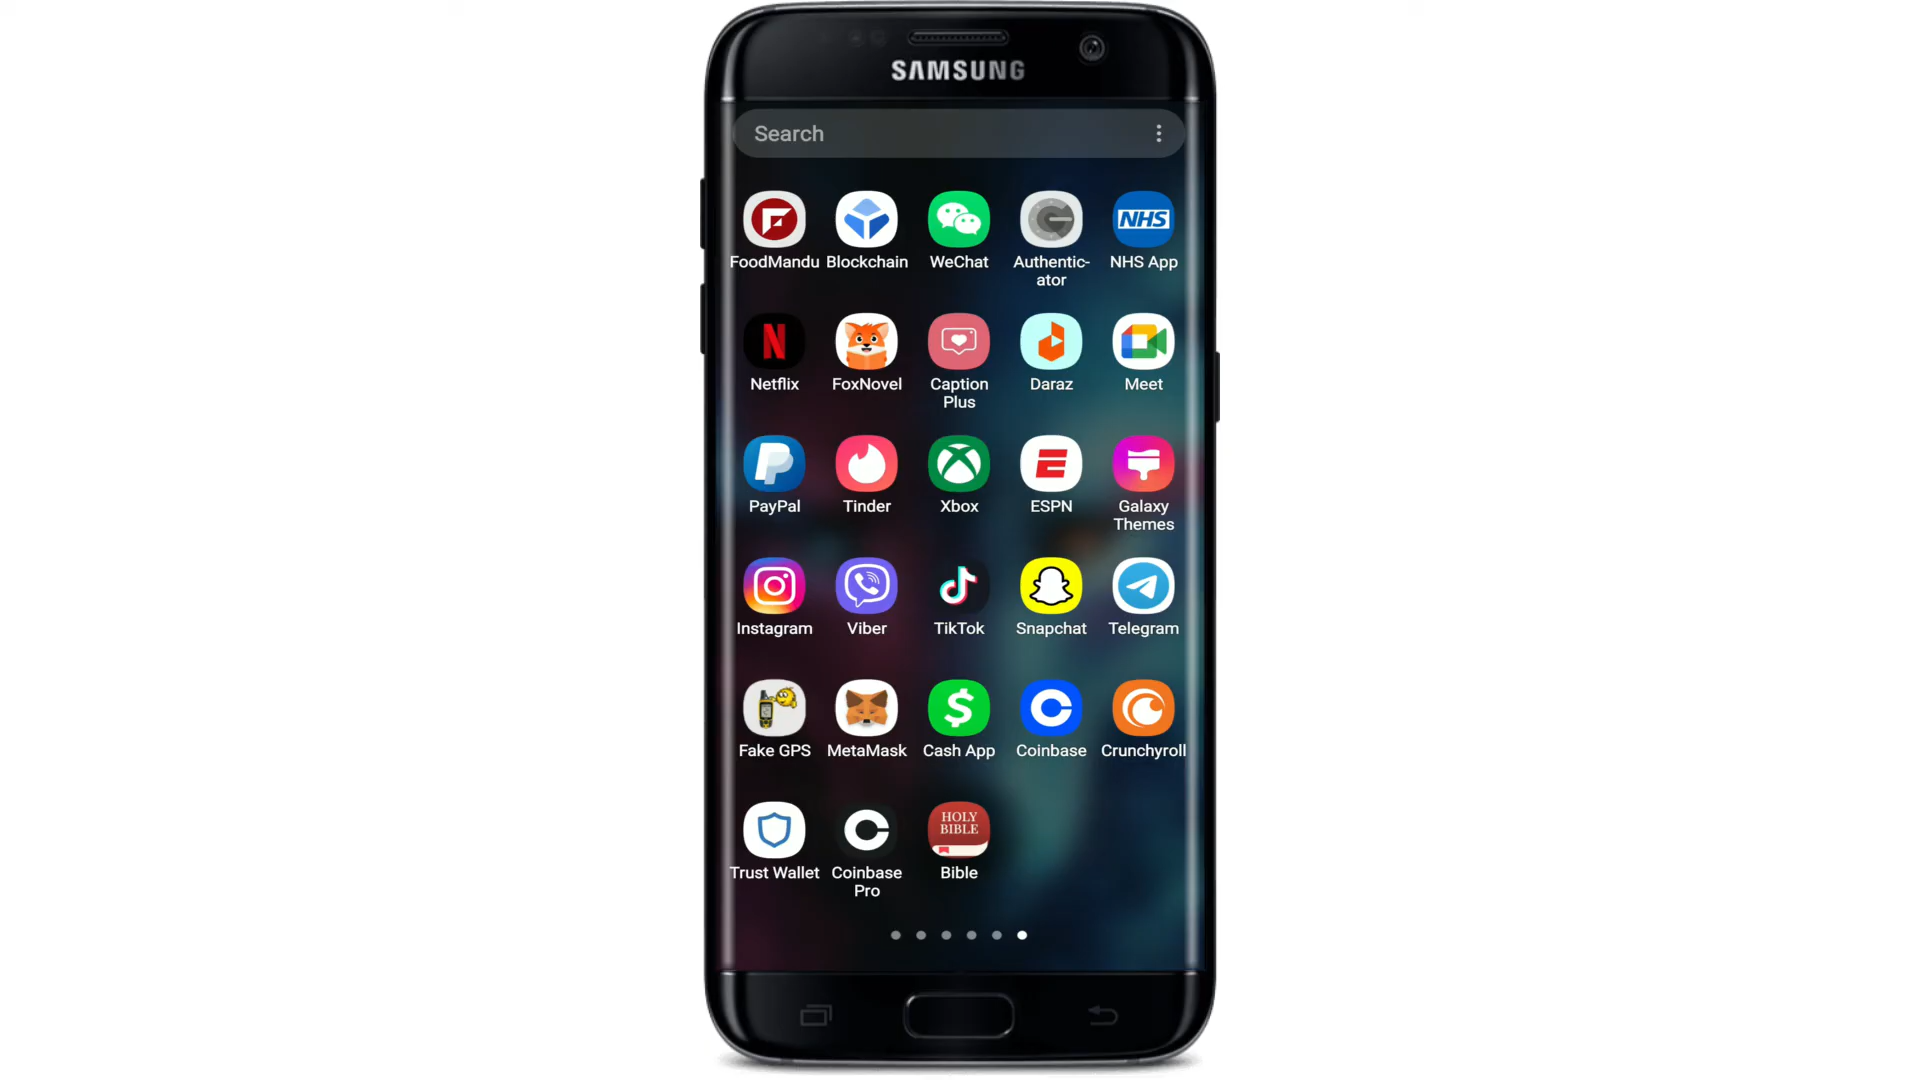 SAMSUNG
Search
FoodMandu Blockchain WeChat Authentic- NHS App
ator
NHS
Netflix FoxNovel Caption Daraz Meet
Plus
PayPal Tinder Xbox ESPN Galaxy
Themes
Instagram Viber TikTok Snapchat Telegram
Fake GPS MetaMask Cash App Coinbase Crunchyroll
HOLY
BIBLE
Trust Wallet Coinbase Bible
Pro